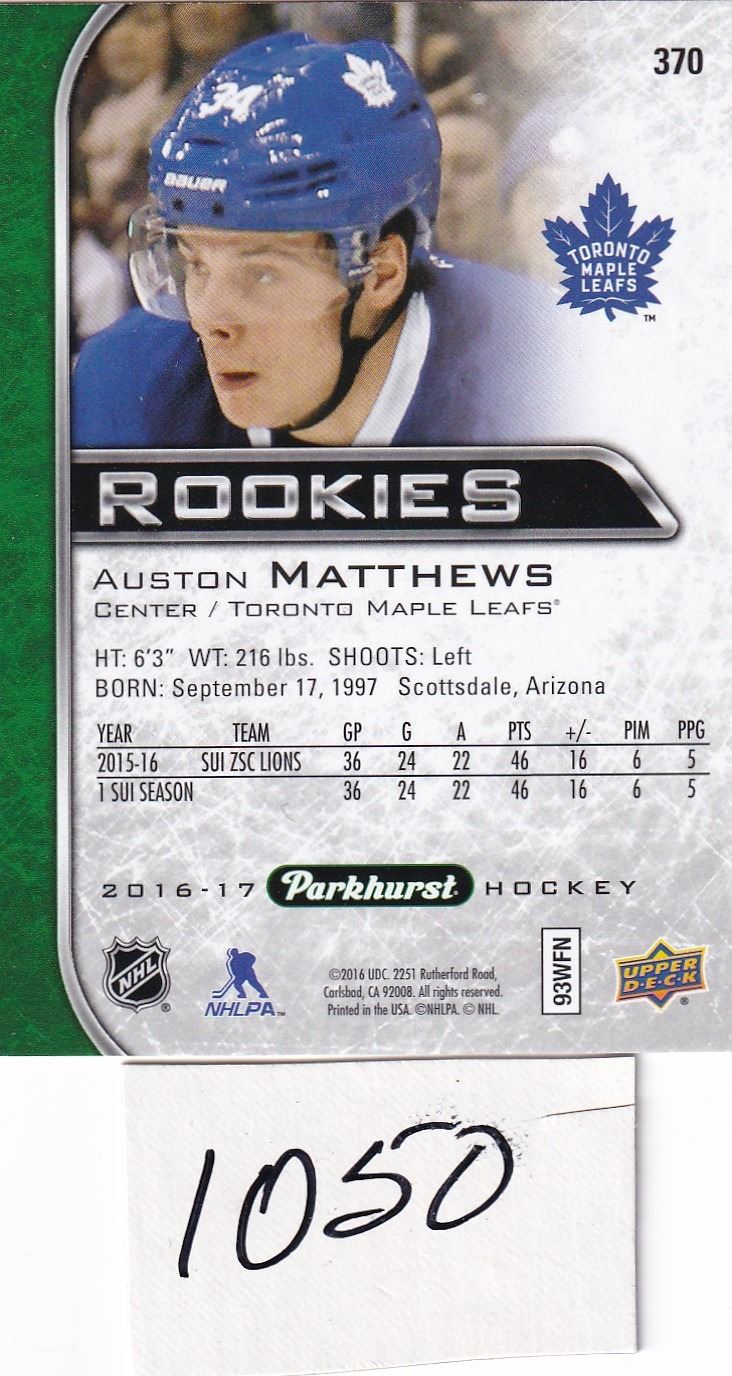 370
34
BAUER
TORONTO
MAPLE
LEAFS
TM
ROOKIES
AUSTON MATTHEWS
CENTER / TORONTO MAPLE LEAFS®
HT: 6'3" WT: 216 lbs. SHOOTS: Left
BORN: September 17, 1997 Scottsdale, Arizona
YEAR TEAM GP G A PTS +/- PIM PPG
2015-16 SUI ZSC LIONS 36 24 22 46 16 6 5
1 SUI SEASON 36 24 22 46 16 6 5
2016-17 Parkhurst HOCKEY
NHL ®
NHLPA™
©2016 UDC. 2251 Rutherford Road,
Carlsbad, CA 92008. All rights reserved.
Printed in the USA. ©NHLPA. © NHL.
93WFN
UPPER
D·E·C·K ®
1050